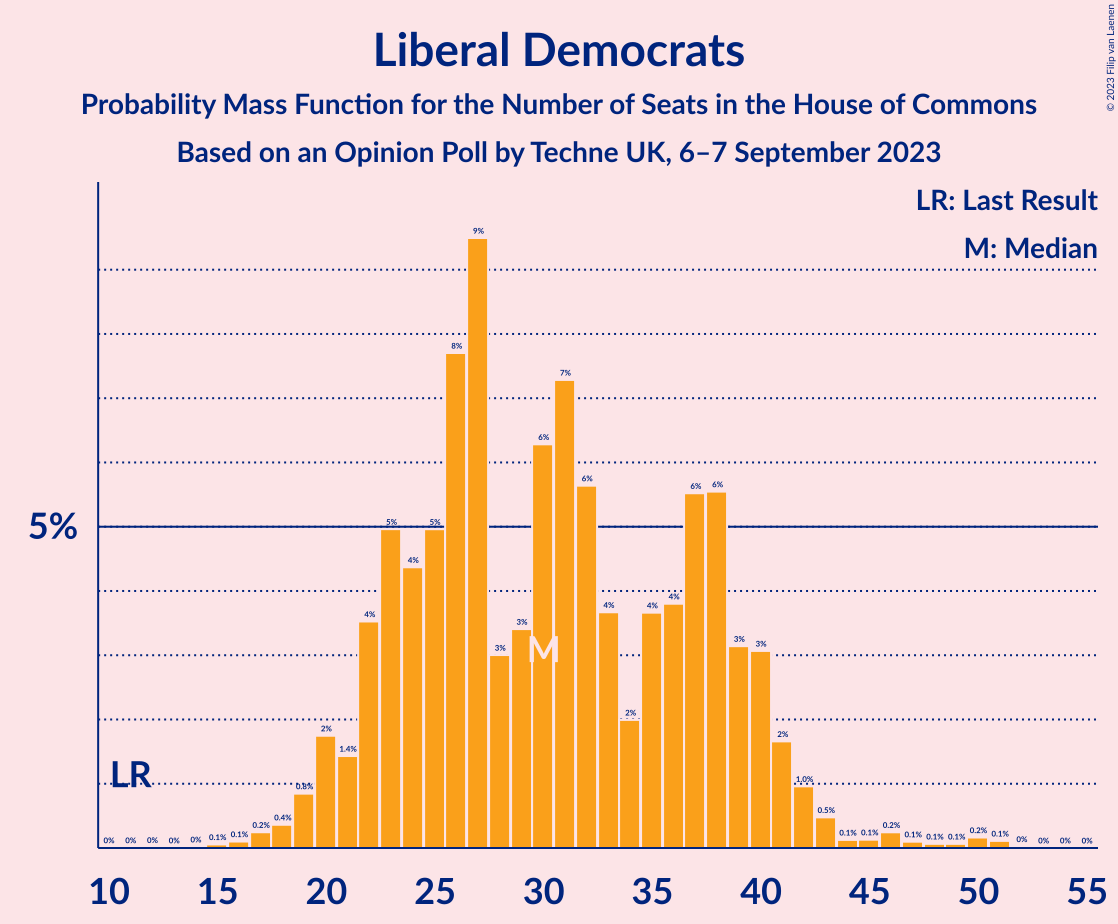 Liberal Democrats
Probability Mass Function for the Number of Seats in the House of Commons
Based on an Opinion Poll by Techne UK, 6–7 September 2023
© 2023 Filip van Laenen
LR: Last Result
M: Median
5%
LR
M
0% 0% 0% 0% 0% 0.1% 0.1% 0.2% 0.4% 0.8% 2% 1.4% 4% 5% 4% 5% 8% 9% 3% 3% 6% 7% 6% 4% 2% 4% 4% 6% 6% 3% 3% 2% 1.0% 0.5% 0.1% 0.1% 0.2% 0.1% 0.1% 0.1% 0.2% 0.1% 0% 0% 0% 0%
10 15 20 25 30 35 40 45 50 55